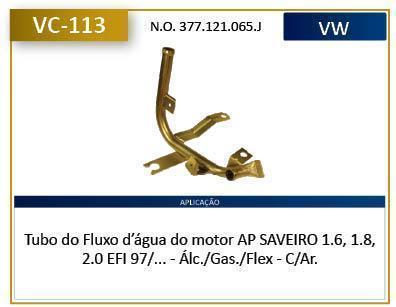 VC-113
N.O. 377.121.065.J
VW
APLICAÇÃO
Tubo do Fluxo d’água do motor AP SAVEIRO 1.6, 1.8,
2.0 EFI 97/... - Álc./Gas./Flex - C/Ar.